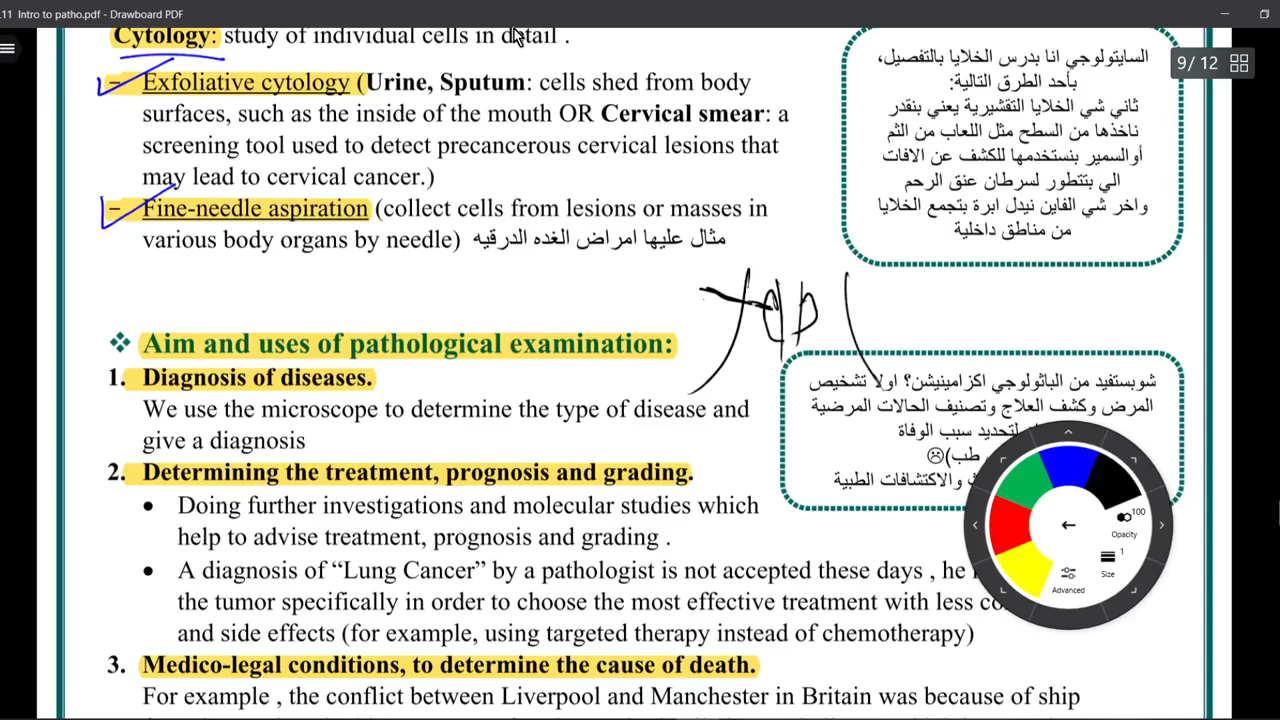 .11 Intro to patho.pdf - Drawboard PDF
9/ 12
Cytology: study of individual cells in detail .
– Exfoliative cytology (Urine, Sputum: cells shed from body
surfaces, such as the inside of the mouth OR Cervical smear: a
screening tool used to detect precancerous cervical lesions that
may lead to cervical cancer.)
– Fine-needle aspiration (collect cells from lesions or masses in
various body organs by needle) مثال عليها امراض الغده الدرقيه
السايتولوجي انا بدرس الخلايا بالتفصيل،
بأحد الطرق التالية:
ثاني شي الخلايا التقشيرية يعني بنقدر
ناخذها من السطح مثل اللعاب من الثم
أوالسمير بنستخدمها للكشف عن الافات
الي بتتطور لسرطان عنق الرحم
واخر شي الفاين نيدل ابرة بتجمع الخلايا
من مناطق داخلية
❖ Aim and uses of pathological examination:
1. Diagnosis of diseases.
We use the microscope to determine the type of disease and
give a diagnosis
2. Determining the treatment, prognosis and grading.
• Doing further investigations and molecular studies which
help to advise treatment, prognosis and grading .
• A diagnosis of “Lung Cancer” by a pathologist is not accepted these days , he
the tumor specifically in order to choose the most effective treatment with less
and side effects (for example, using targeted therapy instead of chemotherapy)
3. Medico-legal conditions, to determine the cause of death.
For example , the conflict between Liverpool and Manchester in Britain was because of ship
شوبستفيد من الباثولوجي اكزامينيشن؟ اولا تشخيص
المرض وكشف العلاج وتصنيف الحالات المرضية
لتحديد سبب الوفاة
طب)☹
والاكتشافات الطبية
100
Opacity
1
Size
Advanced